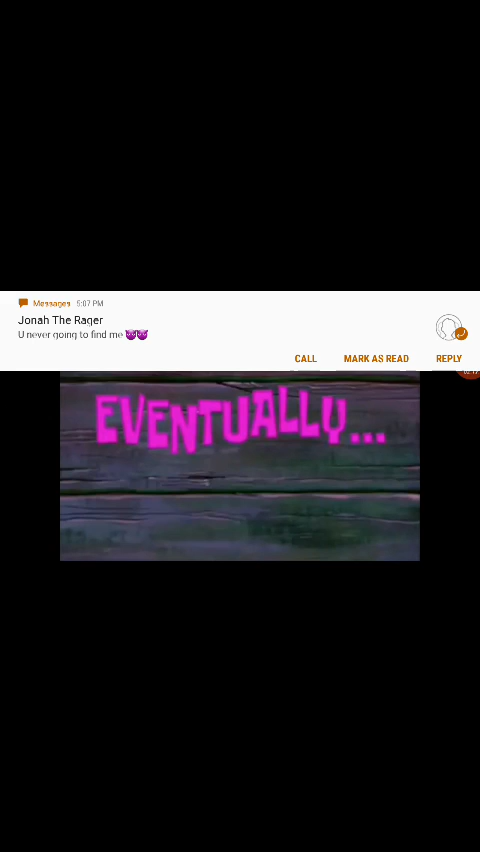 Messages 5:07 PM
Jonah The Rager
U never going to find me 😈😈
CALL MARK AS READ REPLY
EVENTUALLY...